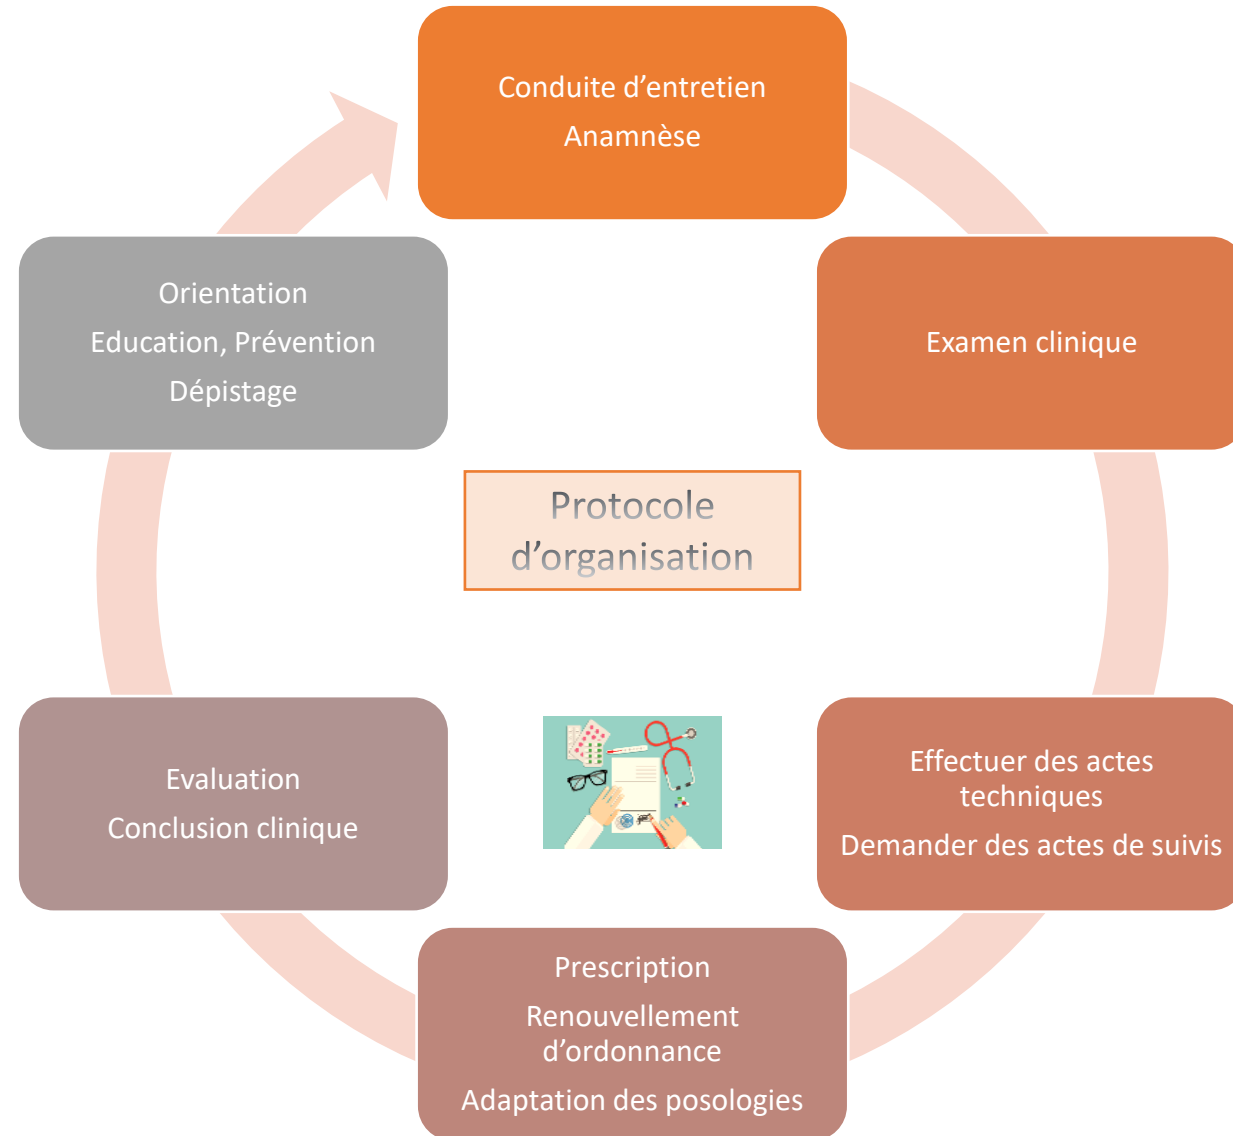 Conduite d’entretien
Anamnèse
Examen clinique
Effectuer des actes
techniques
Demander des actes de suivis
Prescription
Renouvellement
d’ordonnance
Adaptation des posologies
Evaluation
Conclusion clinique
Orientation
Education, Prévention
Dépistage
Protocole
d’organisation